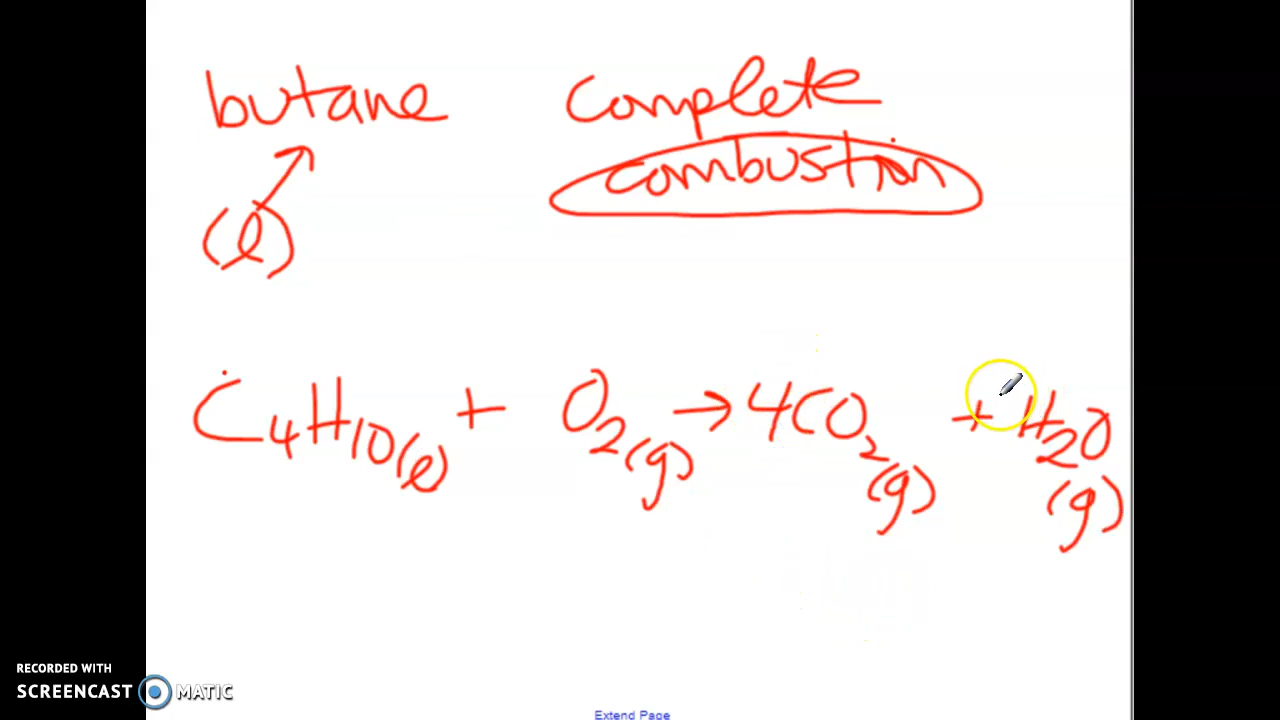 butane complete
combustion
(l)
C₄H₁₀(l) + O₂(g) → 4CO₂(g) + H₂O(g)
RECORDED WITH
SCREENCAST MATIC
Extend Page